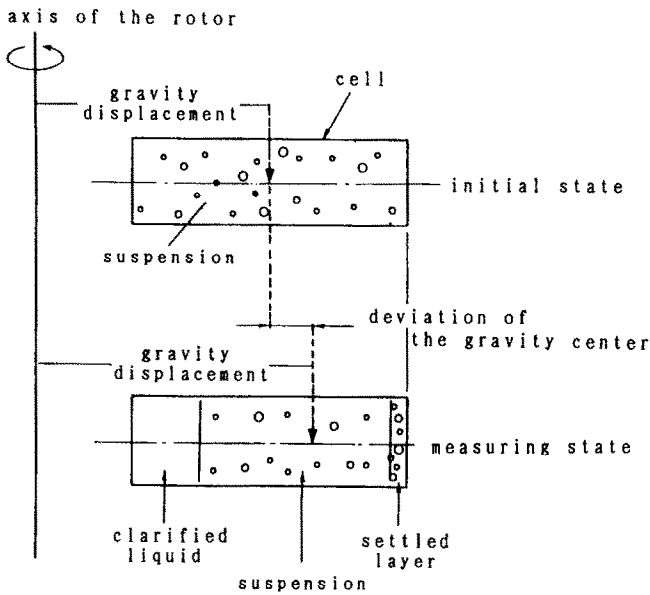 axis of the rotor
cell
gravity
displacement
initial state
suspension
deviation of
the gravity center
gravity
displacement
measuring state
clarified
liquid
settled
layer
suspension